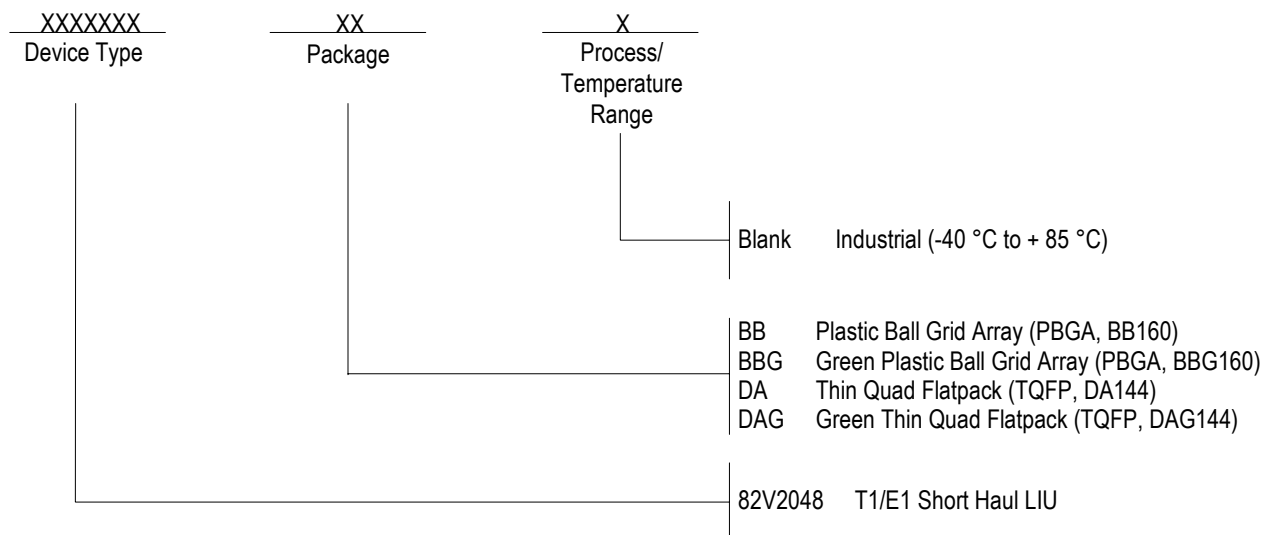 XXXXXXX XX X
Device Type Package Process/
Temperature
Range
Blank Industrial (-40 °C to + 85 °C)
BB Plastic Ball Grid Array (PBGA, BB160)
BBG Green Plastic Ball Grid Array (PBGA, BBG160)
DA Thin Quad Flatpack (TQFP, DA144)
DAG Green Thin Quad Flatpack (TQFP, DAG144)
82V2048 T1/E1 Short Haul LIU